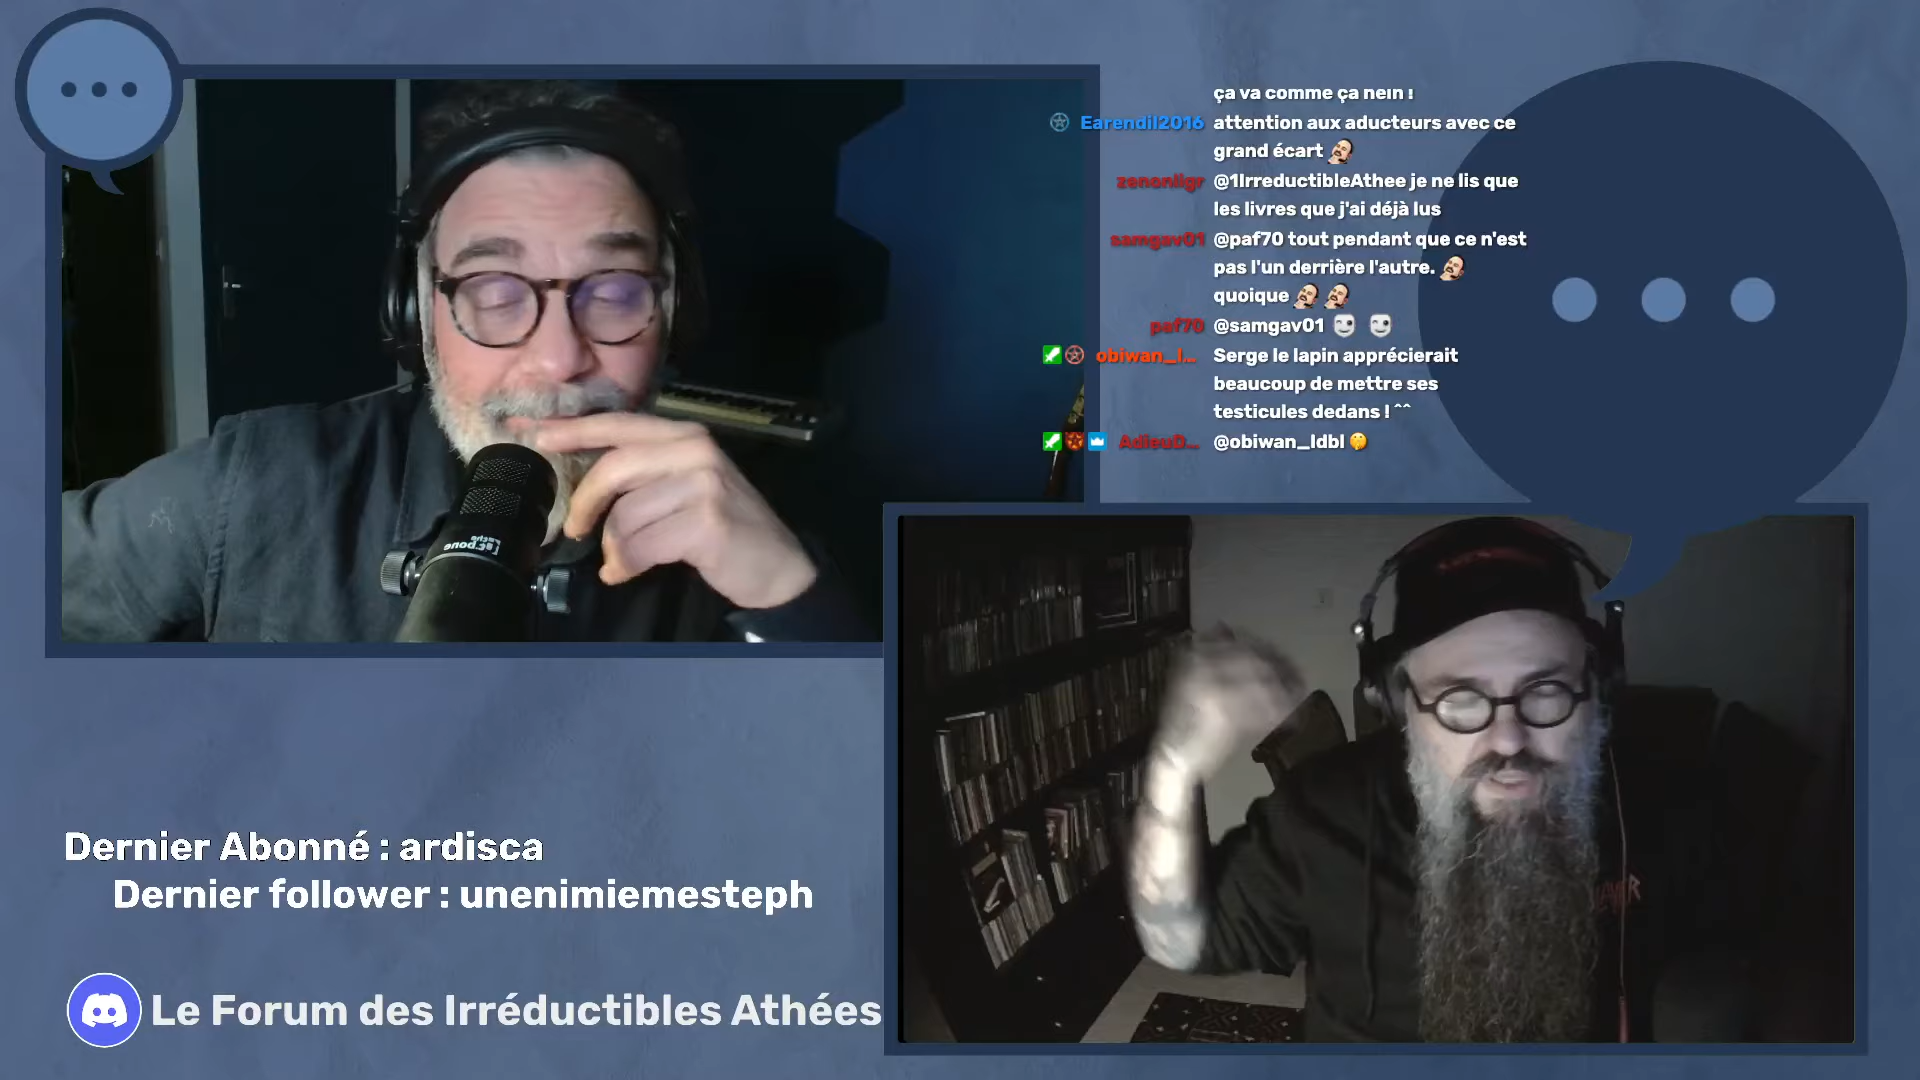 ça va comme ça nein !
Earendil2016 attention aux aducteurs avec ce
grand écart
zenonligr @1IrreductibleAthee je ne lis que
les livres que j'ai déjà lus
samgav01 @paf70 tout pendant que ce n'est
pas l'un derrière l'autre.
quoique
paf70 @samgav01
obiwan_l... Serge le lapin apprécierait
beaucoup de mettre ses
testicules dedans ! ^^
AdieuD... @obiwan_ldbl
Dernier Abonné : ardisca
Dernier follower : unenimiemesteph
Le Forum des Irréductibles Athées